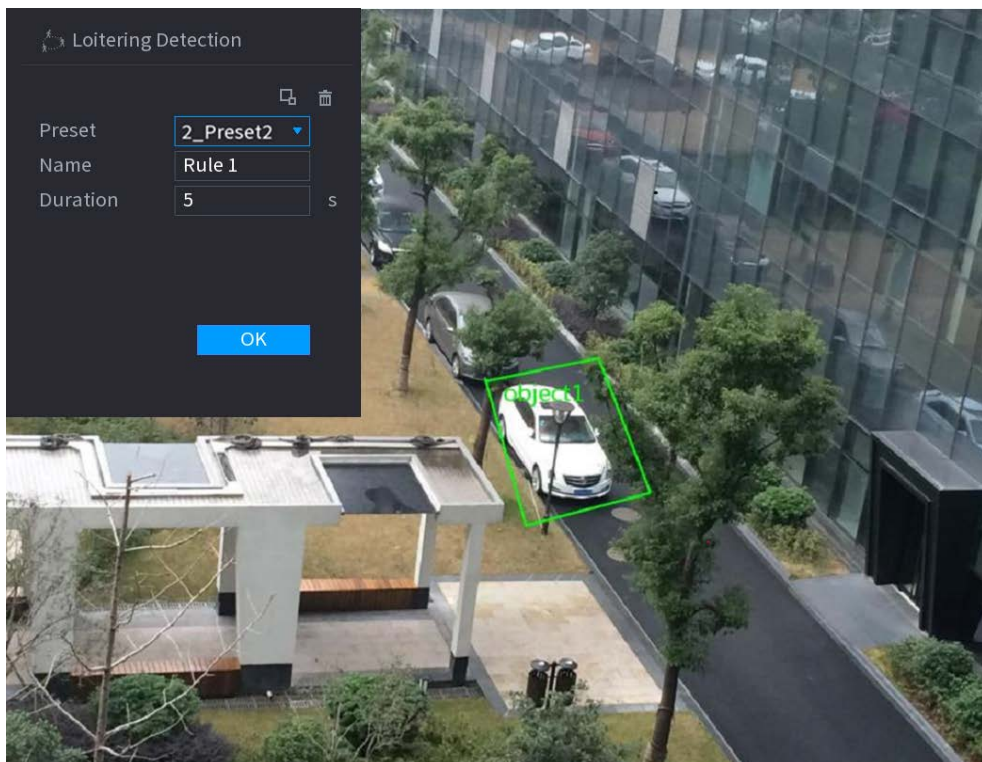 Loitering Detection
Preset 2_Preset2
Name Rule 1
Duration 5 s
OK
object1